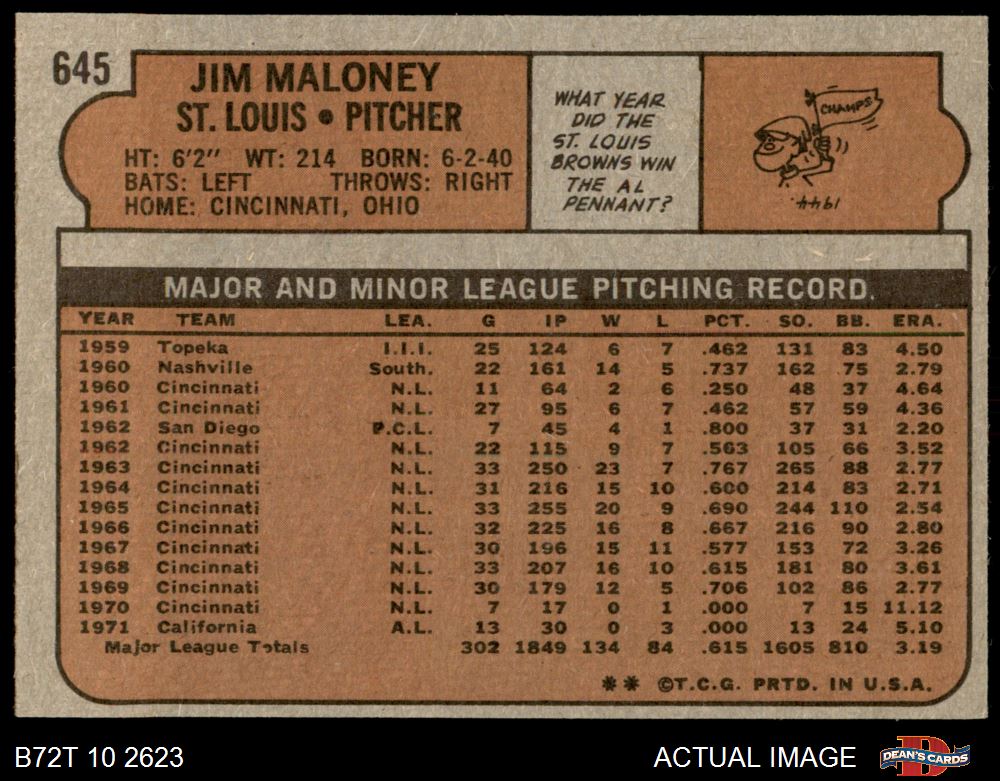 645
JIM MALONEY
ST. LOUIS • PITCHER
HT: 6'2" WT: 214 BORN: 6-2-40
BATS: LEFT THROWS: RIGHT
HOME: CINCINNATI, OHIO
WHAT YEAR
DID THE
ST. LOUIS
BROWNS WIN
THE AL
PENNANT?
CHAMPS
1944.
MAJOR AND MINOR LEAGUE PITCHING RECORD.
YEAR TEAM LEA. G IP W L PCT. SO. BB. ERA.
1959 Topeka I.I.I. 25 124 6 7 .462 131 83 4.50
1960 Nashville South. 22 161 14 5 .737 162 75 2.79
1960 Cincinnati N.L. 11 64 2 6 .250 48 37 4.64
1961 Cincinnati N.L. 27 95 6 7 .462 57 59 4.36
1962 San Diego P.C.L. 7 45 4 1 .800 37 31 2.20
1962 Cincinnati N.L. 22 115 9 7 .563 105 66 3.52
1963 Cincinnati N.L. 33 250 23 7 .767 265 88 2.77
1964 Cincinnati N.L. 31 216 15 10 .600 214 83 2.71
1965 Cincinnati N.L. 33 255 20 9 .690 244 110 2.54
1966 Cincinnati N.L. 32 225 16 8 .667 216 90 2.80
1967 Cincinnati N.L. 30 196 15 11 .577 153 72 3.26
1968 Cincinnati N.L. 33 207 16 10 .615 181 80 3.61
1969 Cincinnati N.L. 30 179 12 5 .706 102 86 2.77
1970 Cincinnati N.L. 7 17 0 1 .000 7 15 11.12
1971 California A.L. 13 30 0 3 .000 13 24 5.10
Major League Totals 302 1849 134 84 .615 1605 810 3.19
** ©T.C.G. PRTD. IN U.S.A.
B72T 10 2623
ACTUAL IMAGE
DEAN'S CARDS